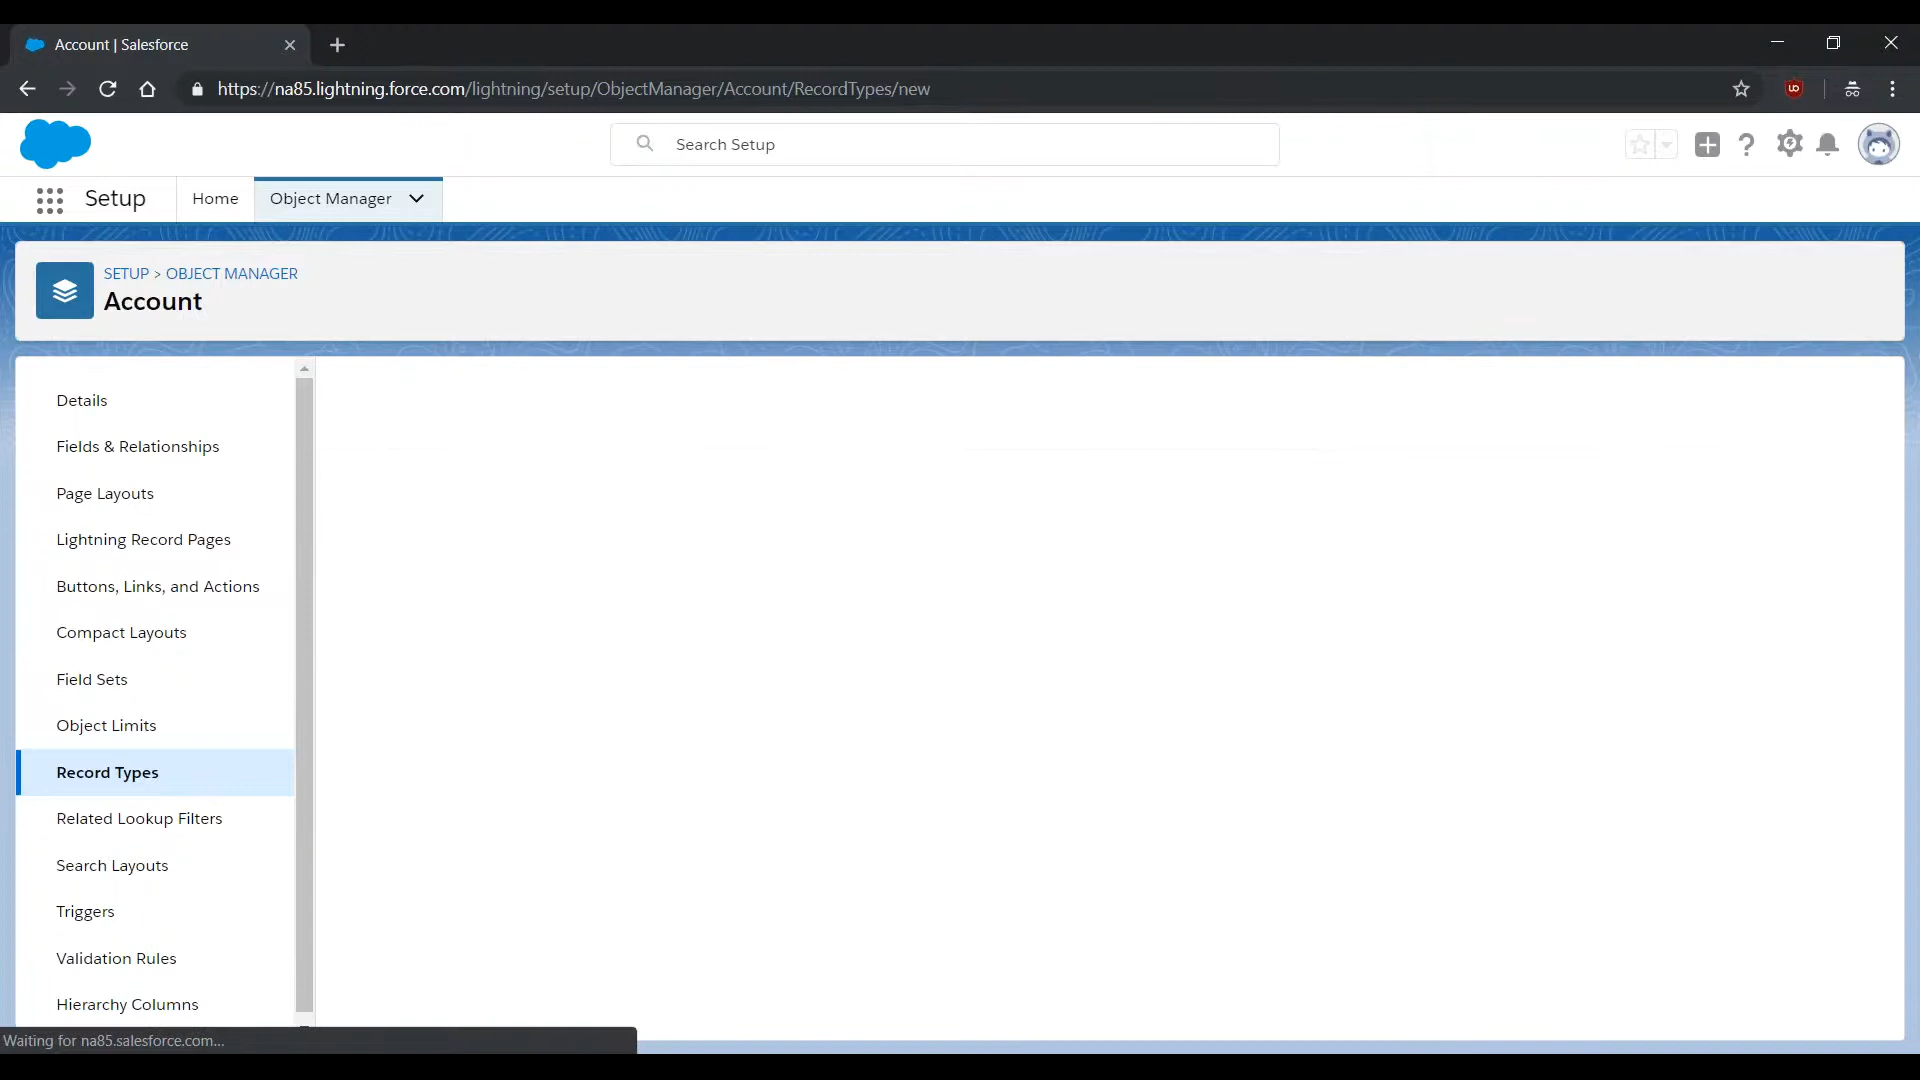 Account | Salesforce
https://na85.lightning.force.com/lightning/setup/ObjectManager/Account/RecordTypes/new
Search Setup
Setup
Home
Object Manager
SETUP > OBJECT MANAGER
Account
Details
Fields & Relationships
Page Layouts
Lightning Record Pages
Buttons, Links, and Actions
Compact Layouts
Field Sets
Object Limits
Record Types
Related Lookup Filters
Search Layouts
Triggers
Validation Rules
Hierarchy Columns
Waiting for na85.salesforce.com...